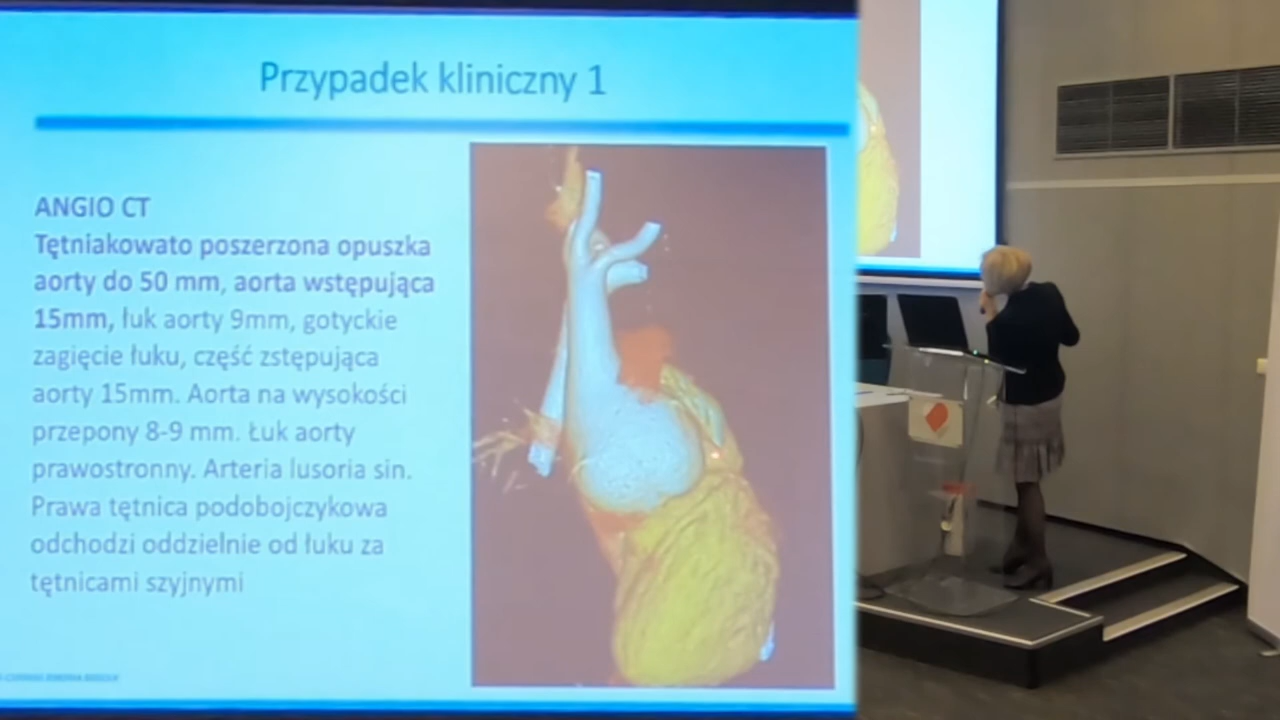 Przypadek kliniczny 1
ANGIO CT
Tętniakowato poszerzona opuszka
aorty do 50 mm, aorta wstępująca
15mm, łuk aorty 9mm, gotyckie
zagięcie łuku, część zstępująca
aorty 15mm. Aorta na wysokości
przepony 8-9 mm. Łuk aorty
prawostronny. Arteria lusoria sin.
Prawa tętnica podobojczykowa
odchodzi oddzielnie od łuku za
tętnicami szyjnymi